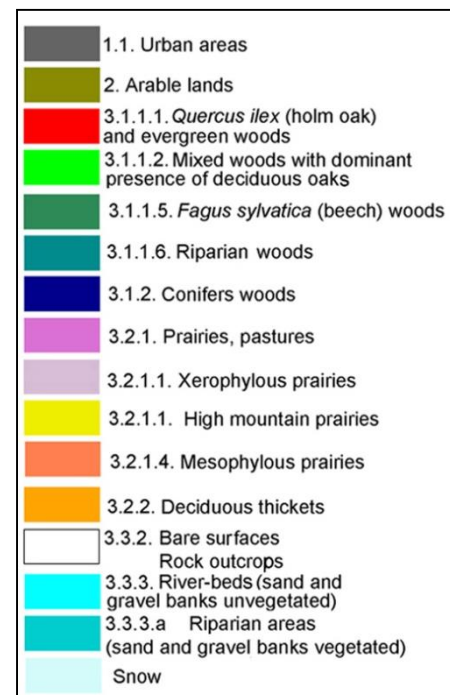 1.1. Urban areas
2. Arable lands
3.1.1.1. Quercus ilex (holm oak)
and evergreen woods
3.1.1.2. Mixed woods with dominant
presence of deciduous oaks
3.1.1.5. Fagus sylvatica (beech) woods
3.1.1.6. Riparian woods
3.1.2. Conifers woods
3.2.1. Prairies, pastures
3.2.1.1. Xerophylous prairies
3.2.1.1. High mountain prairies
3.2.1.4. Mesophylous prairies
3.2.2. Deciduous thickets
3.3.2. Bare surfaces
Rock outcrops
3.3.3. River-beds (sand and
gravel banks unvegetated)
3.3.3.a Riparian areas
(sand and gravel banks vegetated)
Snow